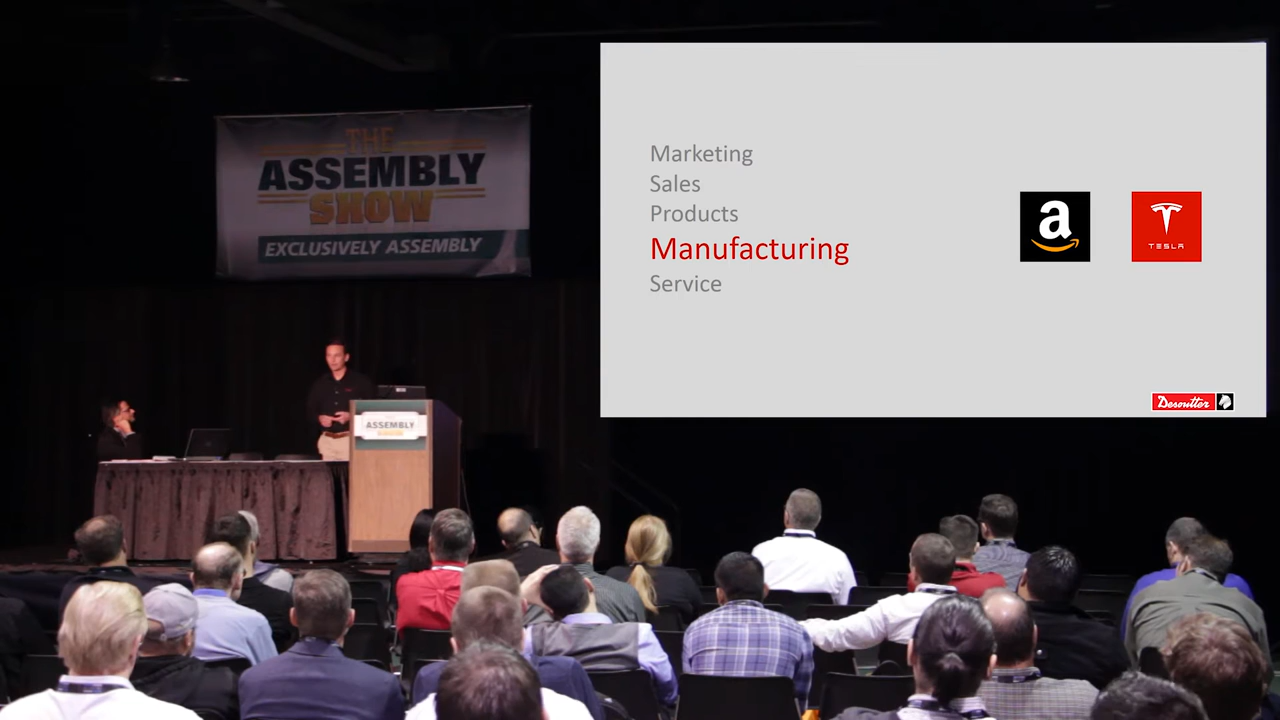 THE
ASSEMBLY
SHOW
EXCLUSIVELY ASSEMBLY
Marketing
Sales
Products
Manufacturing
Service
a
TESLA
Desoutter
ASSEMBLY